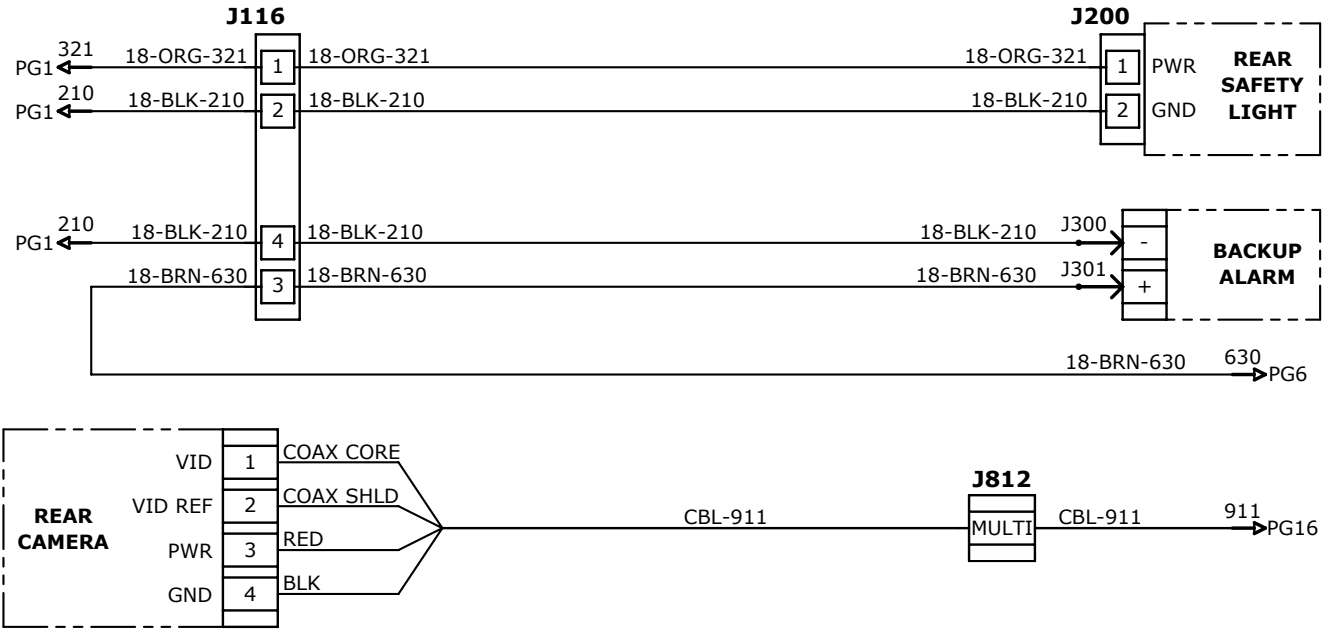 J116
J200
321
PG1
18-ORG-321
1
18-ORG-321
18-ORG-321
1
PWR
REAR
SAFETY
LIGHT
210
PG1
18-BLK-210
2
18-BLK-210
18-BLK-210
2
GND
210
PG1
18-BLK-210
4
18-BLK-210
18-BLK-210
J300
-
BACKUP
ALARM
18-BRN-630
3
18-BRN-630
18-BRN-630
J301
+
18-BRN-630
630
PG6
REAR
CAMERA
VID
1
COAX CORE
VID REF
2
COAX SHLD
PWR
3
RED
GND
4
BLK
CBL-911
J812
MULTI
CBL-911
911
PG16